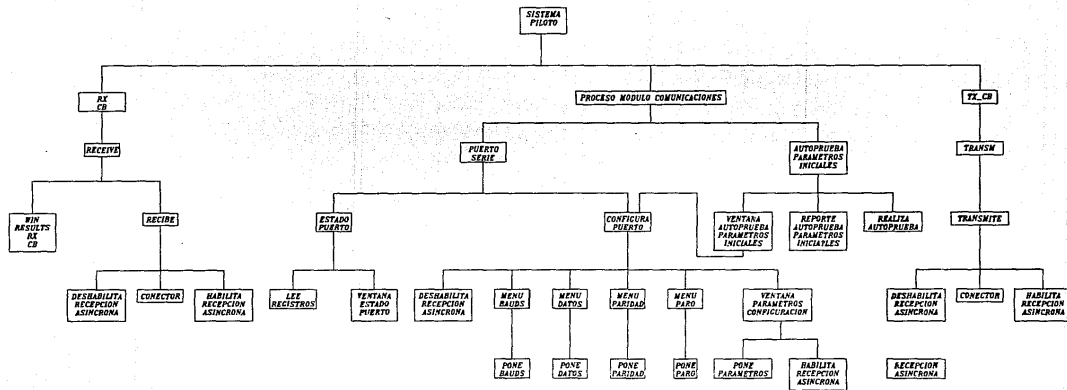 SISTEMA
PILOTO
RX
CB
PROCESO MODULO COMUNICACIONES
TX_CB
RECEIVE
PUERTO
SERIE
AUTOPRUEBA
PARAMETROS
INICIALES
TRANSM
WIN
RESULTS
RX
CB
RECIBE
ESTADO
PUERTO
CONFIGURA
PUERTO
VENTANA
AUTOPRUEBA
PARAMETROS
INICIALES
REPORTE
AUTOPRUEBA
PARAMETROS
INICIALES
REALIZA
AUTOPRUEBA
TRANSMITE
DESHABILITA
RECEPCION
ASINCRONA
CONECTOR
HABILITA
RECEPCION
ASINCRONA
LEE
REGISTROS
VENTANA
ESTADO
PUERTO
DESHABILITA
RECEPCION
ASINCRONA
MENU
BAUDS
MENU
DATOS
MENU
PARIDAD
MENU
PARO
VENTANA
PARAMETROS
CONFIGURACION
DESHABILITA
RECEPCION
ASINCRONA
CONECTOR
HABILITA
RECEPCION
ASINCRONA
PONE
BAUDS
PONE
DATOS
PONE
PARIDAD
PONE
PARO
PONE
PARAMETROS
HABILITA
RECEPCION
ASINCRONA
RECEPCION
ASINCRONA